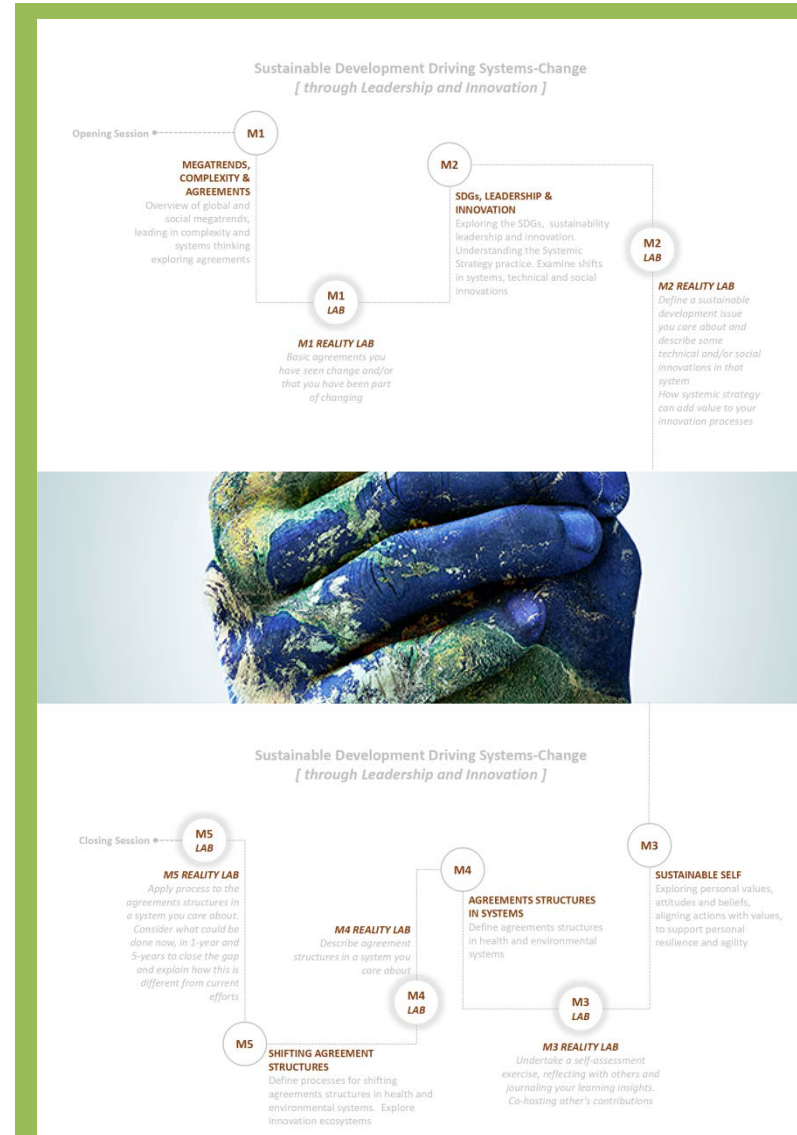 Sustainable Development Driving Systems-Change
[ through Leadership and Innovation ]
Opening Session
M1
MEGATRENDS,
COMPLEXITY &
AGREEMENTS
Overview of global and
social megatrends,
leading in complexity and
systems thinking
exploring agreements
M1
LAB
M1 REALITY LAB
Basic agreements you
have seen change and/or
that you have been part
of changing
M2
SDGs, LEADERSHIP &
INNOVATION
Exploring the SDGs, sustainability
leadership and innovation.
Understanding the Systemic
Strategy practice. Examine shifts
in systems, technical and social
innovations
M2
LAB
M2 REALITY LAB
Define a sustainable
development issue
you care about and
describe some
technical and/or social
innovations in that
system
How systemic strategy
can add value to your
innovation processes
Sustainable Development Driving Systems-Change
[ through Leadership and Innovation ]
M3
SUSTAINABLE SELF
Exploring personal values,
attitudes and beliefs,
aligning actions with values,
to support personal
resilience and agility
M3
LAB
M3 REALITY LAB
Undertake a self-assessment
exercise, reflecting with others and
journaling your learning insights.
Co-hosting other's contributions
M4
AGREEMENTS STRUCTURES
IN SYSTEMS
Define agreements structures
in health and environmental
systems
M4 REALITY LAB
Describe agreement
structures in a system you
care about
M4
LAB
M5
SHIFTING AGREEMENT
STRUCTURES
Define processes for shifting
agreements structures in health and
environmental systems. Explore
innovation ecosystems
Closing Session
M5
LAB
M5 REALITY LAB
Apply process to the
agreements structures in
a system you care about.
Consider what could be
done now, in 1-year and
5-years to close the gap
and explain how this is
different from current
efforts